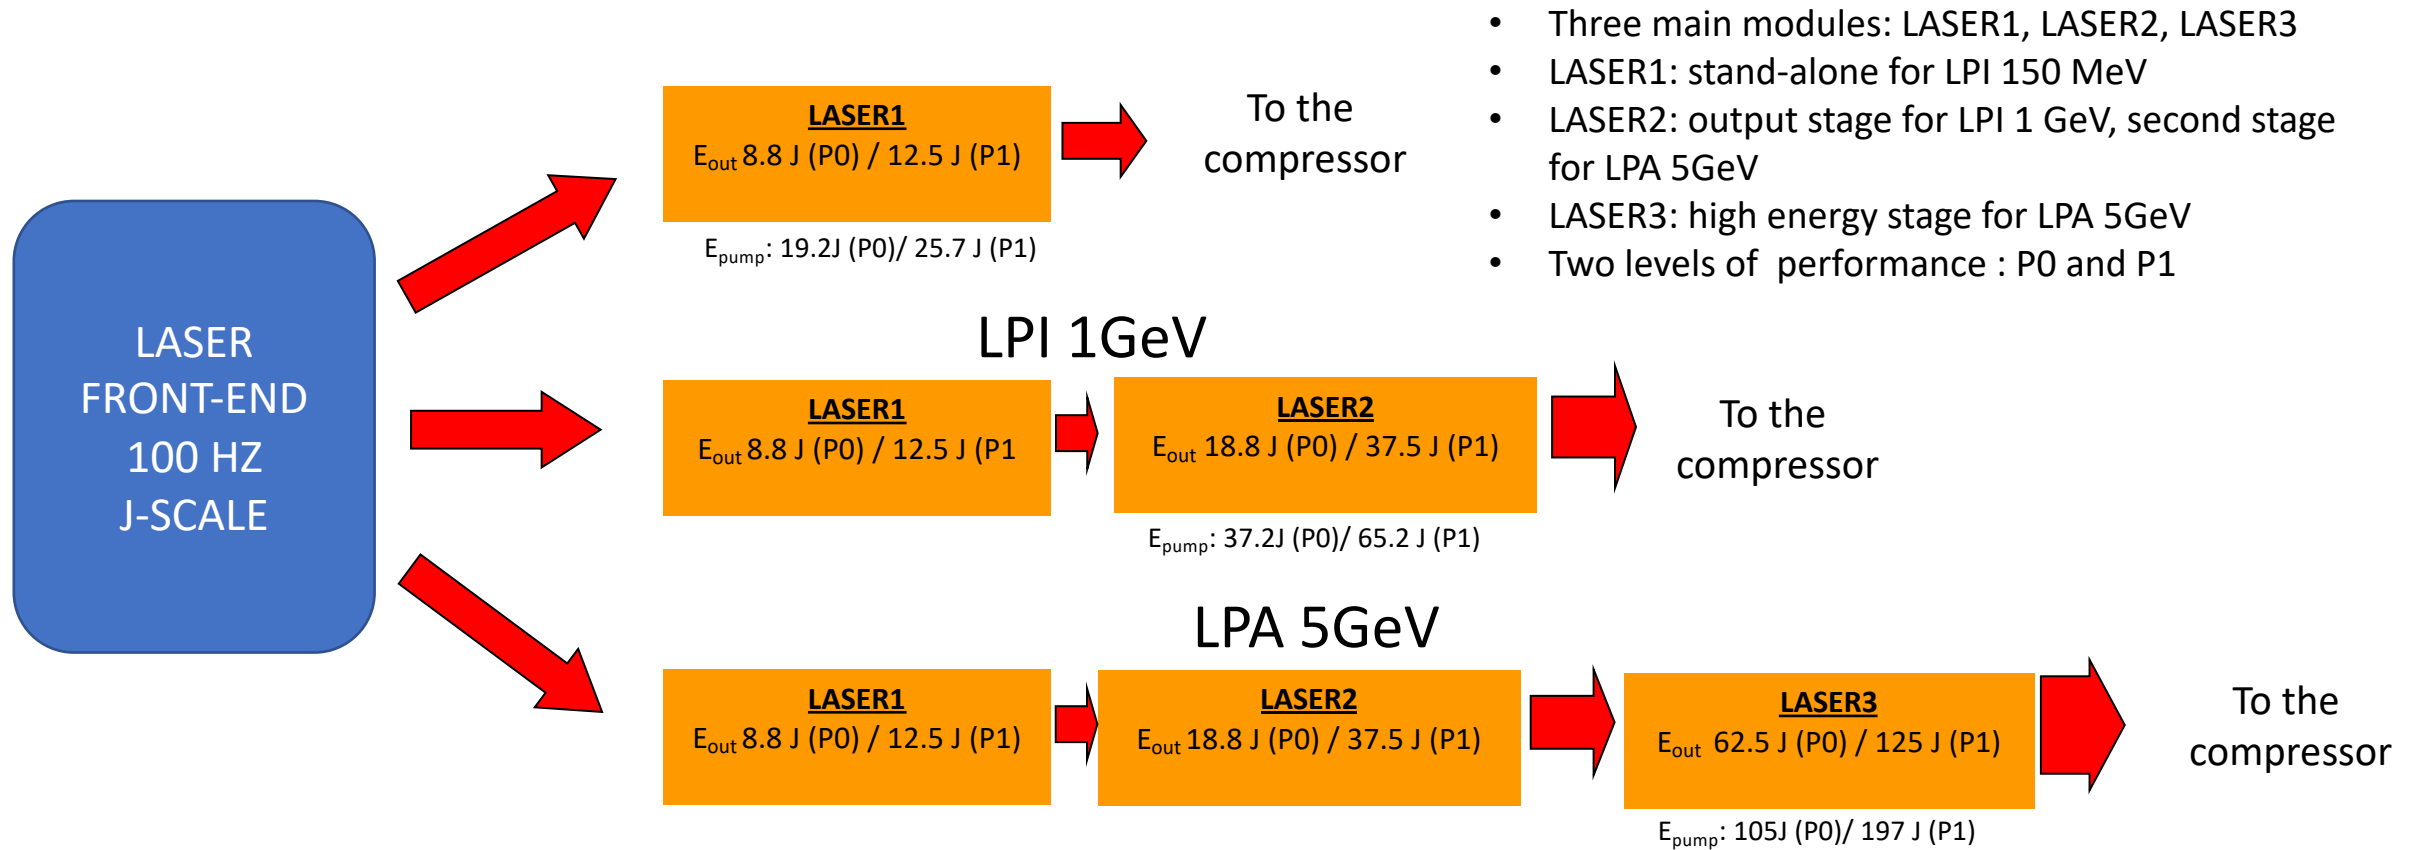 • Three main modules: LASER1, LASER2, LASER3
• LASER1: stand-alone for LPI 150 MeV
• LASER2: output stage for LPI 1 GeV, second stage
for LPA 5GeV
• LASER3: high energy stage for LPA 5GeV
• Two levels of  performance : P0 and P1
LASER
FRONT-END
100 HZ
J-SCALE
LASER1
Eout 8.8 J (P0) / 12.5 J (P1)
Epump: 19.2J (P0)/ 25.7 J (P1)
To the
compressor
LPI 1GeV
LASER1
Eout 8.8 J (P0) / 12.5 J (P1
LASER2
Eout 18.8 J (P0) / 37.5 J (P1)
Epump: 37.2J (P0)/ 65.2 J (P1)
To the
compressor
LPA 5GeV
LASER1
Eout 8.8 J (P0) / 12.5 J (P1)
LASER2
Eout 18.8 J (P0) / 37.5 J (P1)
LASER3
Eout 62.5 J (P0) / 125 J (P1)
Epump: 105J (P0)/ 197 J (P1)
To the
compressor